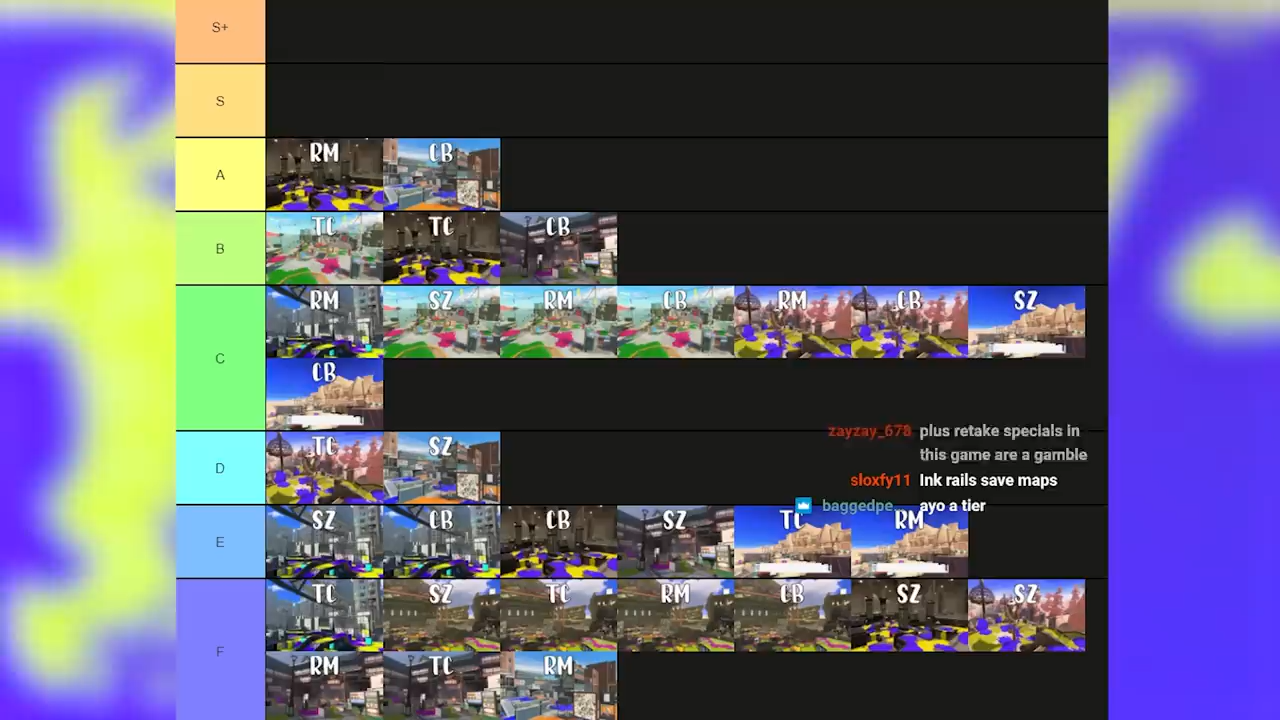 S+
S
A
RM CB
B
TC TC CB
C
RM SZ RM CB RM CB SZ
CB
zayzay_678 plus retake specials in
this game are a gamble
D
TC SZ
sloxfy11 Ink rails save maps
baggedpe... ayo a tier
E
SZ CB CB SZ TC RM
F
TC SZ TC RM CB SZ SZ
RM TC RM